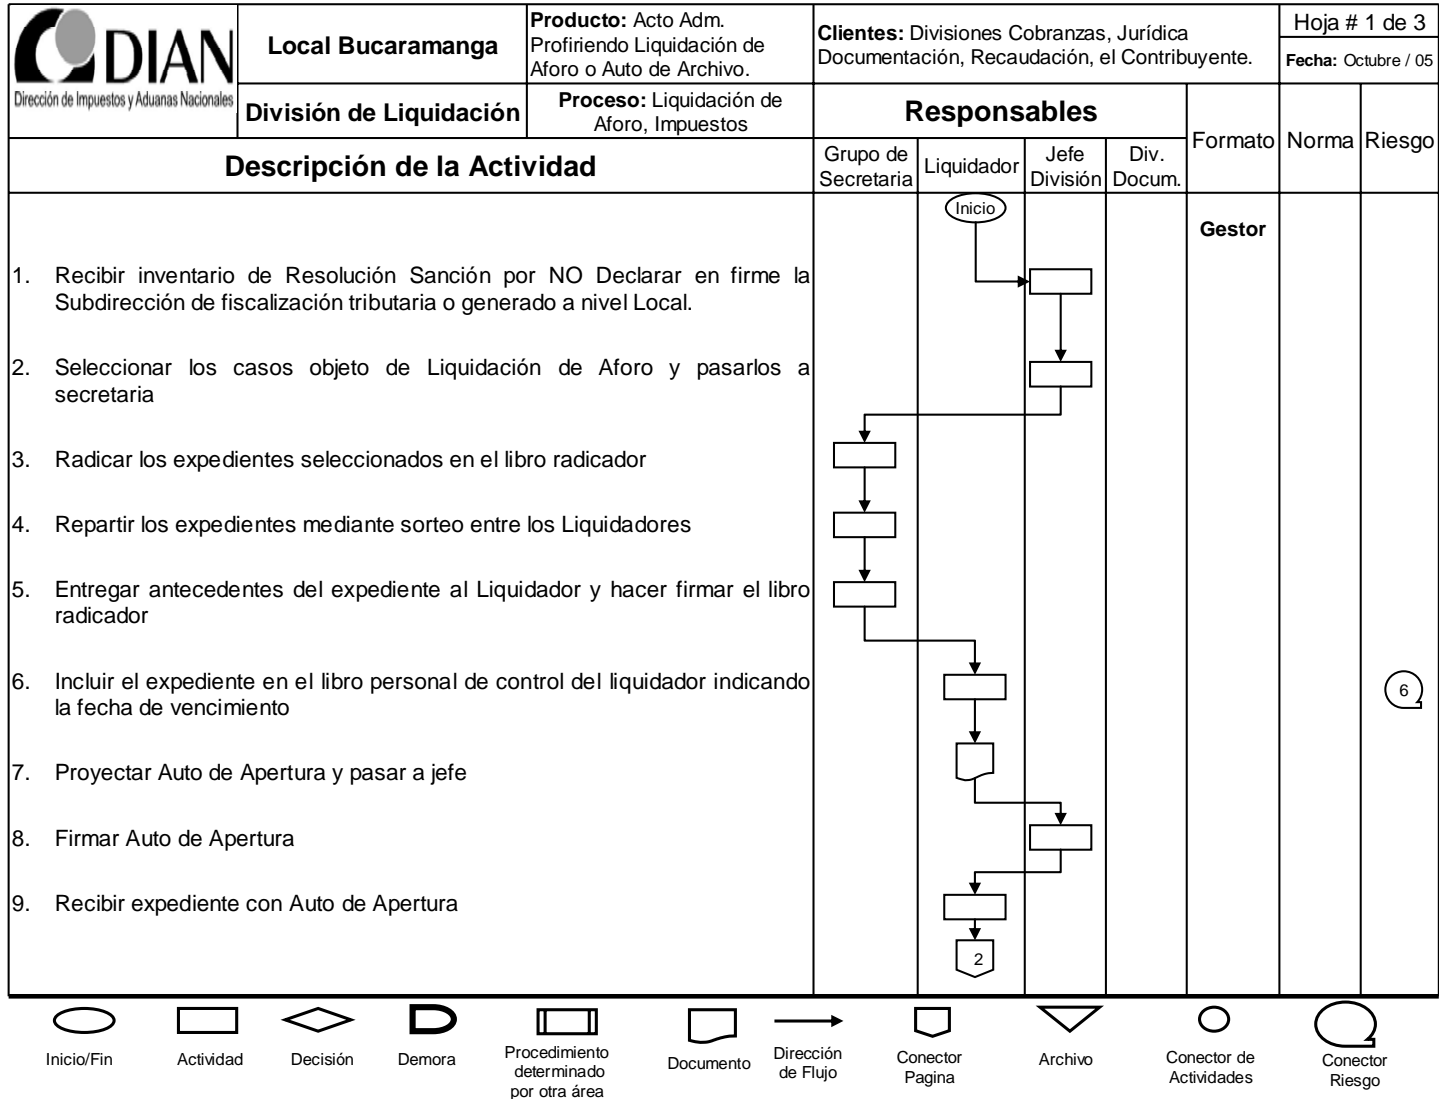 DIAN
Dirección de Impuestos y Aduanas Nacionales
Local Bucaramanga
Producto: Acto Adm.
Profiriendo Liquidación de
Aforo o Auto de Archivo.
Clientes: Divisiones Cobranzas, Jurídica
Documentación, Recaudación, el Contribuyente.
Hoja # 1 de 3
Fecha: Octubre / 05
División de Liquidación
Proceso: Liquidación de
Aforo, Impuestos
Responsables
Formato
Norma
Riesgo
Descripción de la Actividad
Grupo de
Secretaria
Liquidador
Jefe
División
Div.
Docum.
Inicio
Gestor
1. Recibir inventario de Resolución Sanción por NO Declarar en firme la
Subdirección de fiscalización tributaria o generado a nivel Local.
2. Seleccionar los casos objeto de Liquidación de Aforo y pasarlos a
secretaria
3. Radicar los expedientes seleccionados en el libro radicador
4. Repartir los expedientes mediante sorteo entre los Liquidadores
5. Entregar antecedentes del expediente al Liquidador y hacer firmar el libro
radicador
6. Incluir el expediente en el libro personal de control del liquidador indicando
la fecha de vencimiento
6
7. Proyectar Auto de Apertura y pasar a jefe
8. Firmar Auto de Apertura
9. Recibir expediente con Auto de Apertura
2
Inicio/Fin
Actividad
Decisión
Demora
Procedimiento
determinado
por otra área
Documento
Dirección
de Flujo
Conector
Pagina
Archivo
Conector de
Actividades
Conector
Riesgo